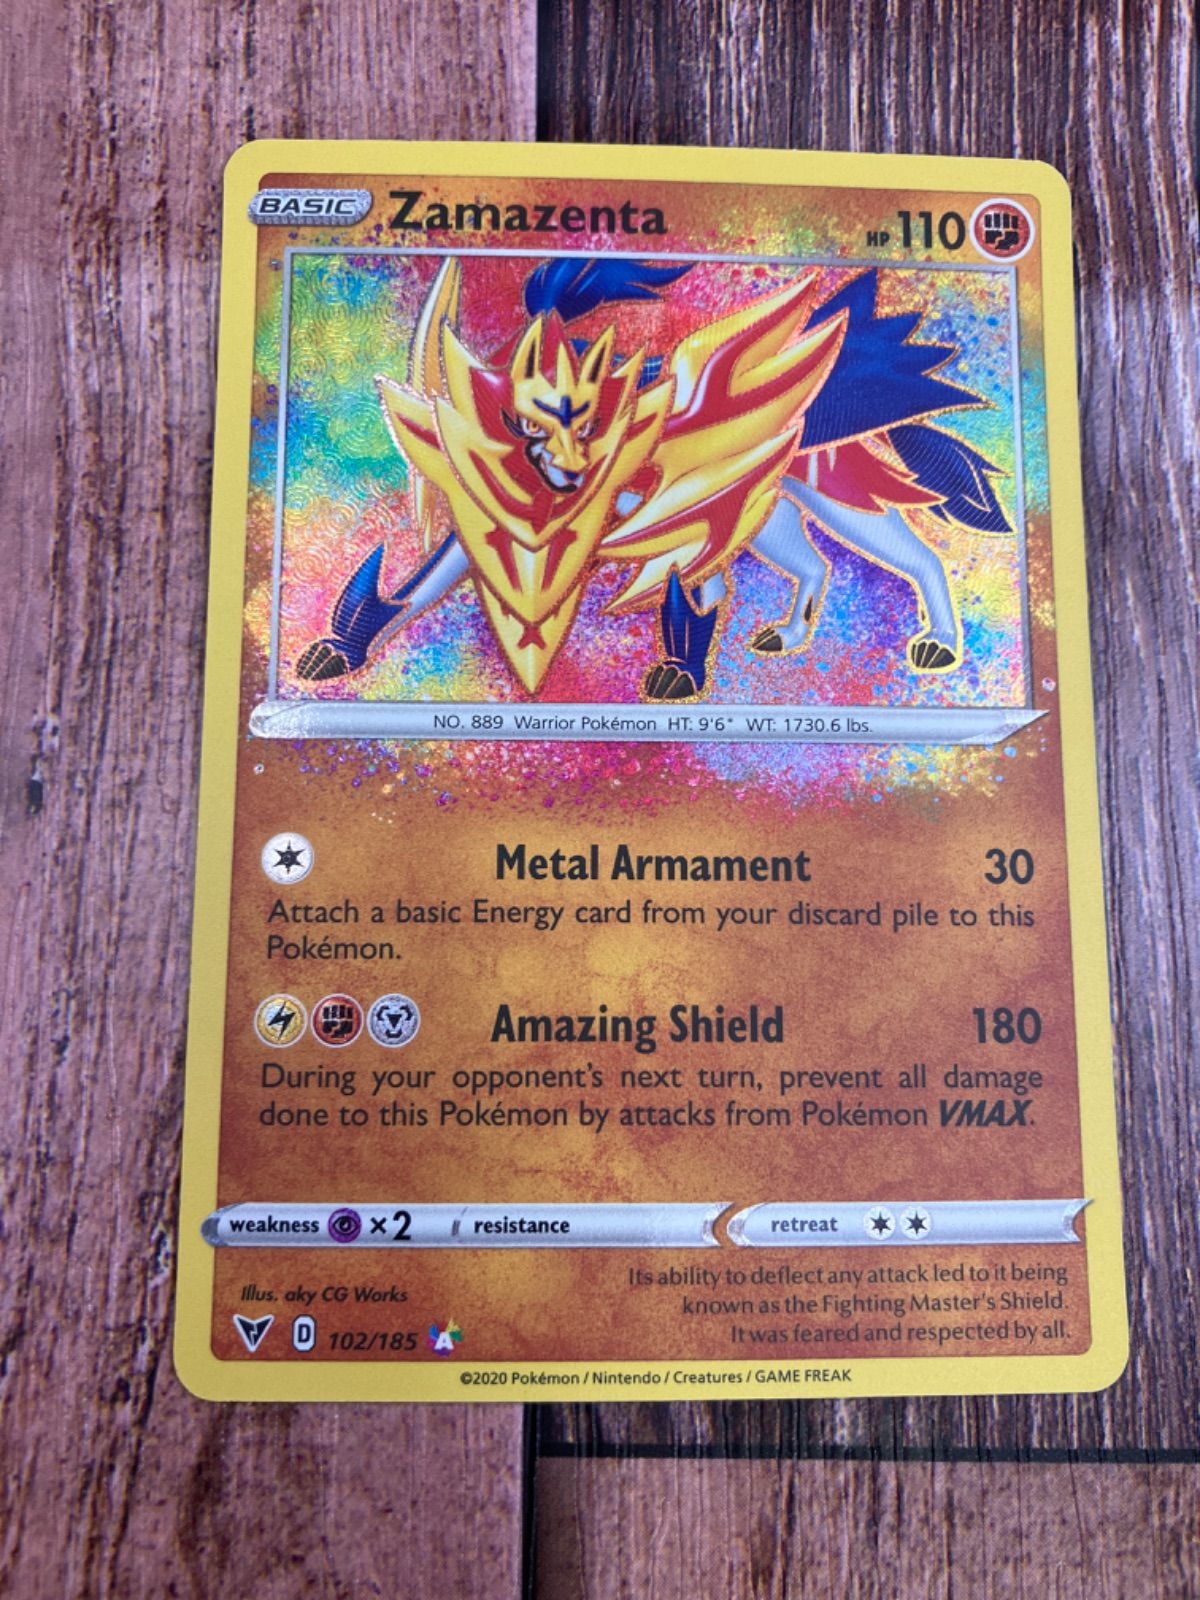 BASIC Zamazenta HP 110
NO. 889 Warrior Pokémon HT: 9'6" WT: 1730.6 lbs.
Metal Armament 30
Attach a basic Energy card from your discard pile to this
Pokémon.
Amazing Shield 180
During your opponent's next turn, prevent all damage
done to this Pokémon by attacks from Pokémon VMAX.
weakness ×2 resistance retreat
Its ability to deflect any attack led to it being
known as the Fighting Master's Shield.
It was feared and respected by all.
Illus. aky CG Works
D 102/185 A
©2020 Pokémon / Nintendo / Creatures / GAME FREAK